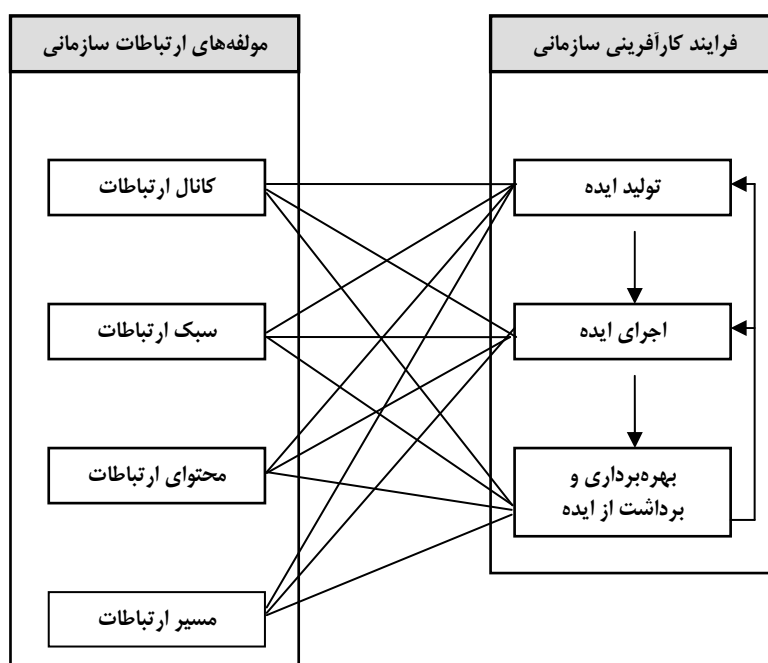 فرایند کارآفرینی سازمانی
تولید ایده
اجرای ایده
بهره‌برداری و
برداشت از ایده
مولفه‌های ارتباطات سازمانی
کانال ارتباطات
سبک ارتباطات
محتوای ارتباطات
مسیر ارتباطات